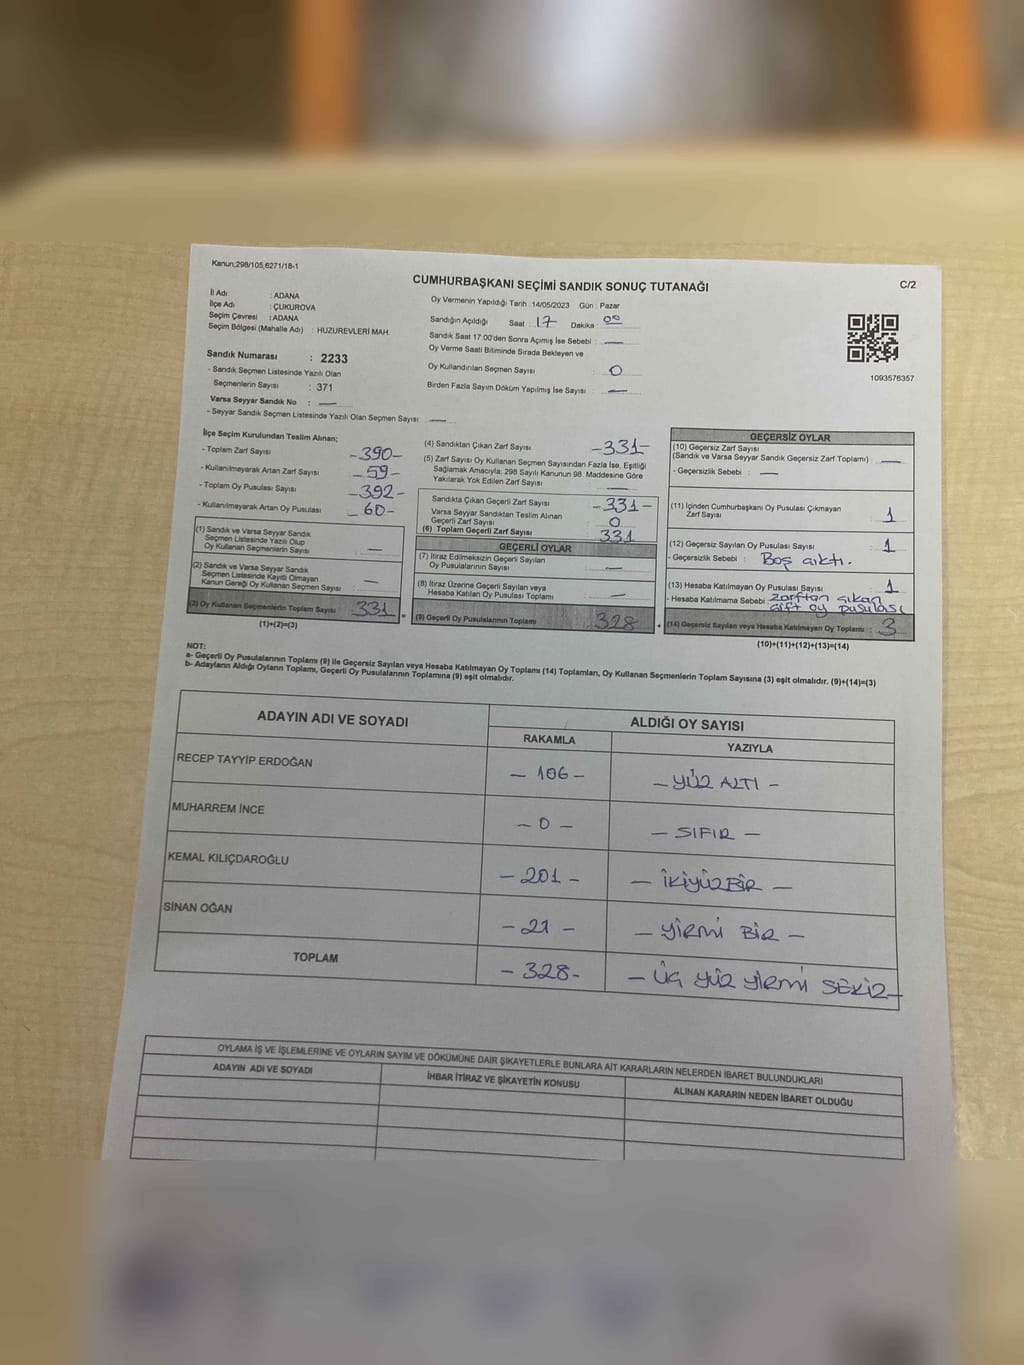 Kanun;298/105,6271/18-1
CUMHURBAŞKANI SEÇİMİ SANDIK SONUÇ TUTANAĞI
C/2
İl Adı : ADANA
İlçe Adı : ÇUKUROVA
Seçim Çevresi : ADANA
Seçim Bölgesi (Mahalle Adı) : HUZUREVLERİ MAH.
Sandık Numarası : 2233
- Sandık Seçmen Listesinde Yazılı Olan
Seçmenlerin Sayısı : 371
Varsa Seyyar Sandık No : —
- Seyyar Sandık Seçmen Listesinde Yazılı Olan Seçmen Sayısı: —
Oy Vermenin Yapıldığı Tarih : 14/05/2023 Gün : Pazar
Sandığın Açıldığı Saat : 17 Dakika : 00
Sandık Saat 17:00'den Sonra Açımış İse Sebebi : —
Oy Verme Saati Bitiminde Sırada Bekleyen ve
Oy Kullandırılan Seçmen Sayısı : 0
Birden Fazla Sayım Döküm Yapılmış İse Sayısı : —
1093576357
İlçe Seçim Kurulundan Teslim Alınan;
- Toplam Zarf Sayısı -390-
- Kullanılmayarak Artan Zarf Sayısı -59-
- Toplam Oy Pusulası Sayısı -392-
- Kullanılmayarak Artan Oy Pusulası -60-
(1) Sandık ve Varsa Seyyar Sandık
Seçmen Listesinde Yazılı Olup
Oy Kullanan Seçmenlerin Sayısı —
(2) Sandık ve Varsa Seyyar Sandık
Seçmen Listesinde Kayıtlı Olmayan
Kanun Gereği Oy Kullanan Seçmen Sayısı —
(3) Oy Kullanan Seçmenlerin Toplam Sayısı 331
(1)+(2)=(3)
(4) Sandıktan Çıkan Zarf Sayısı -331-
(5) Zarf Sayısı Oy Kullanan Seçmen Sayısından Fazla İse, Eşitliği
Sağlamak Amacıyla; 298 Sayılı Kanunun 98. Maddesine Göre
Yakılarak Yok Edilen Zarf Sayısı —
Sandıkta Çıkan Geçerli Zarf Sayısı -331-
Varsa Seyyar Sandıktan Teslim Alınan
Geçerli Zarf Sayısı 0
(6) Toplam Geçerli Zarf Sayısı 331
GEÇERLİ OYLAR
(7) İtiraz Edilmeksizin Geçerli Sayılan
Oy Pusulalarının Sayısı —
(8) İtiraz Üzerine Geçerli Sayılan veya
Hesaba Katılan Oy Pusulası Toplamı —
= (9) Geçerli Oy Pusulalarının Toplamı 328
GEÇERSİZ OYLAR
(10) Geçersiz Zarf Sayısı
(Sandık ve Varsa Seyyar Sandık Geçersiz Zarf Toplamı) —
- Geçersizlik Sebebi : —
(11) İçinden Cumhurbaşkanı Oy Pusulası Çıkmayan
Zarf Sayısı 1
(12) Geçersiz Sayılan Oy Pusulası Sayısı 1
- Geçersizlik Sebebi : Boş çıktı.
(13) Hesaba Katılmayan Oy Pusulası Sayısı 1
- Hesaba Katılmama Sebebi : zarftan çıkan
çift oy pusulası
+ (14) Geçersiz Sayılan veya Hesaba Katılmayan Oy Toplamı 3
(10)+(11)+(12)+(13)=(14)
NOT:
a- Geçerli Oy Pusulalarının Toplamı (9) ile Geçersiz Sayılan veya Hesaba Katılmayan Oy Toplamı (14) Toplamları, Oy Kullanan Seçmenlerin Toplam Sayısına (3) eşit olmalıdır. (9)+(14)=(3)
b- Adayların Aldığı Oyların Toplamı, Geçerli Oy Pusulalarının Toplamına (9) eşit olmalıdır.
ADAYIN ADI VE SOYADI
ALDIĞI OY SAYISI
RAKAMLA YAZIYLA
RECEP TAYYİP ERDOĞAN — 106 — — YÜZ ALTI —
MUHARREM İNCE — 0 — — SIFIR —
KEMAL KILIÇDAROĞLU — 201 — — İKİYÜZBİR —
SİNAN OĞAN — 21 — — YİRMİ BİR —
TOPLAM — 328 - — ÜÇ YÜZ YİRMİ SEKİZ —
OYLAMA İŞ VE İŞLEMLERİNE VE OYLARIN SAYIM VE DÖKÜMÜNE DAİR ŞİKAYETLERLE BUNLARA AİT KARARLARIN NELERDEN İBARET BULUNDUKLARI
ADAYIN ADI VE SOYADI
İHBAR İTİRAZ VE ŞİKAYETİN KONUSU
ALINAN KARARIN NEDEN İBARET OLDUĞU